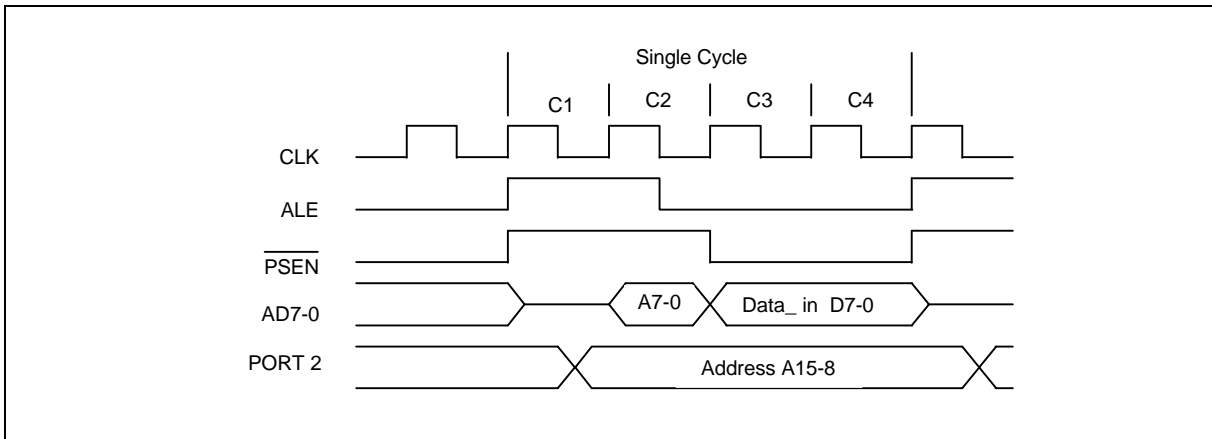 Single Cycle
C1 C2 C3 C4
CLK
ALE
PSEN
AD7-0 A7-0 Data_ in D7-0
PORT 2 Address A15-8